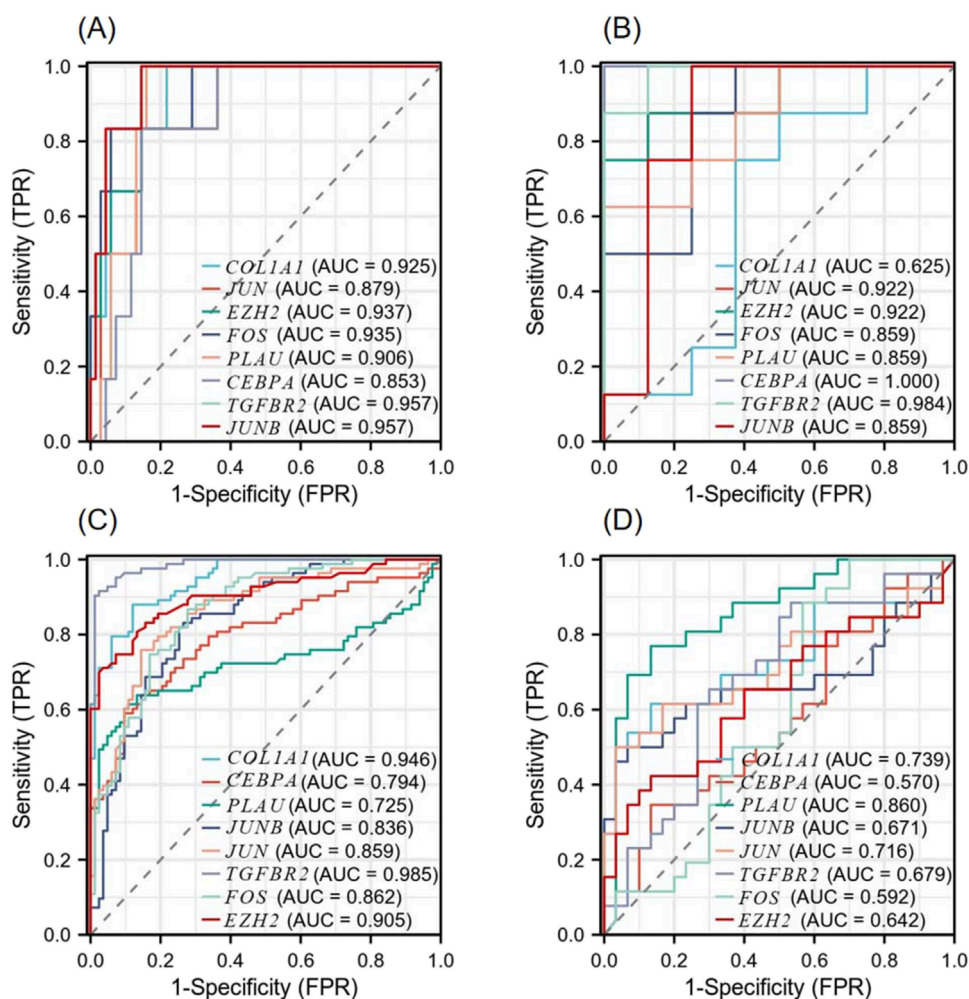 (A)
Sensitivity (TPR)
1.0
0.8
0.6
0.4
0.2
0.0
COL1A1 (AUC = 0.925)
JUN (AUC = 0.879)
EZH2 (AUC = 0.937)
FOS (AUC = 0.935)
PLAU (AUC = 0.906)
CEBPA (AUC = 0.853)
TGFBR2 (AUC = 0.957)
JUNB (AUC = 0.957)
0.0 0.2 0.4 0.6 0.8 1.0
1-Specificity (FPR)
(B)
Sensitivity (TPR)
1.0
0.8
0.6
0.4
0.2
0.0
COL1A1 (AUC = 0.625)
JUN (AUC = 0.922)
EZH2 (AUC = 0.922)
FOS (AUC = 0.859)
PLAU (AUC = 0.859)
CEBPA (AUC = 1.000)
TGFBR2 (AUC = 0.984)
JUNB (AUC = 0.859)
0.0 0.2 0.4 0.6 0.8 1.0
1-Specificity (FPR)
(C)
Sensitivity (TPR)
1.0
0.8
0.6
0.4
0.2
0.0
COL1A1 (AUC = 0.946)
CEBPA (AUC = 0.794)
PLAU (AUC = 0.725)
JUNB (AUC = 0.836)
JUN (AUC = 0.859)
TGFBR2 (AUC = 0.985)
FOS (AUC = 0.862)
EZH2 (AUC = 0.905)
0.0 0.2 0.4 0.6 0.8 1.0
1-Specificity (FPR)
(D)
Sensitivity (TPR)
1.0
0.8
0.6
0.4
0.2
0.0
COL1A1 (AUC = 0.739)
CEBPA (AUC = 0.570)
PLAU (AUC = 0.860)
JUNB (AUC = 0.671)
JUN (AUC = 0.716)
TGFBR2 (AUC = 0.679)
FOS (AUC = 0.592)
EZH2 (AUC = 0.642)
0.0 0.2 0.4 0.6 0.8 1.0
1-Specificity (FPR)